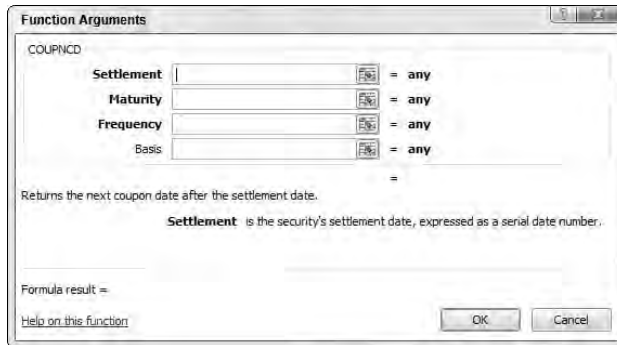 Function Arguments
COUPNCD
Settlement = any
Maturity = any
Frequency = any
Basis = any
=
Returns the next coupon date after the settlement date.
Settlement is the security's settlement date, expressed as a serial date number.
Formula result =
Help on this function
OK Cancel